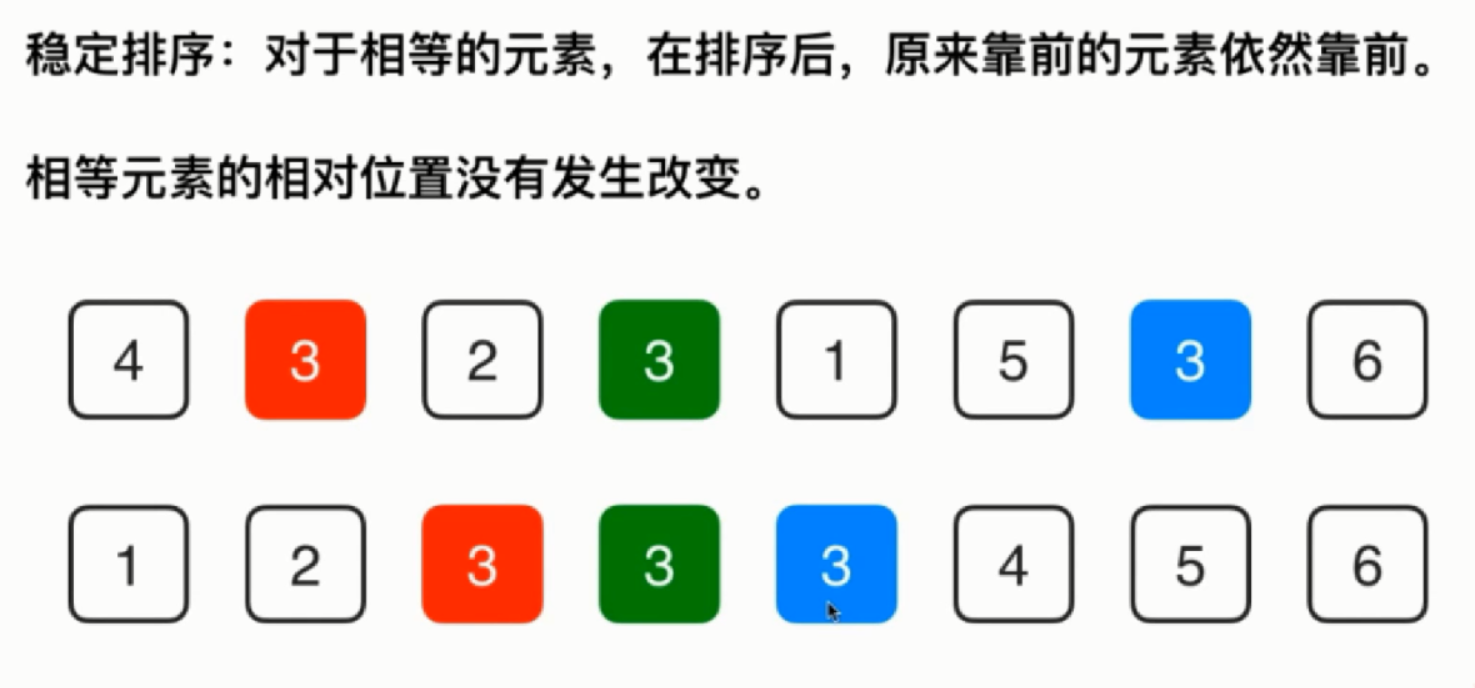 稳定排序：对于相等的元素，在排序后，原来靠前的元素依然靠前。
相等元素的相对位置没有发生改变。
4 3 2 3 1 5 3 6
1 2 3 3 3 4 5 6